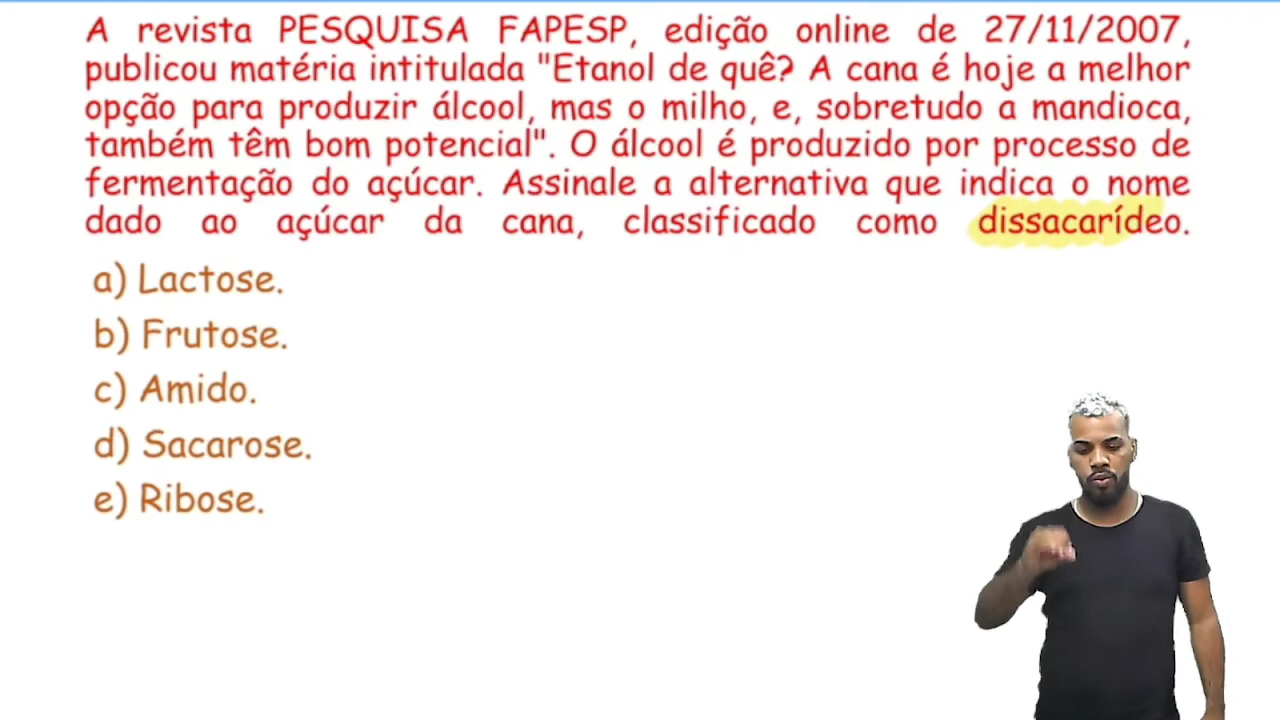 A revista PESQUISA FAPESP, edição online de 27/11/2007,
publicou matéria intitulada "Etanol de quê? A cana é hoje a melhor
opção para produzir álcool, mas o milho, e, sobretudo a mandioca,
também têm bom potencial". O álcool é produzido por processo de
fermentação do açúcar. Assinale a alternativa que indica o nome
dado ao açúcar da cana, classificado como dissacarídeo.
a) Lactose.
b) Frutose.
c) Amido.
d) Sacarose.
e) Ribose.